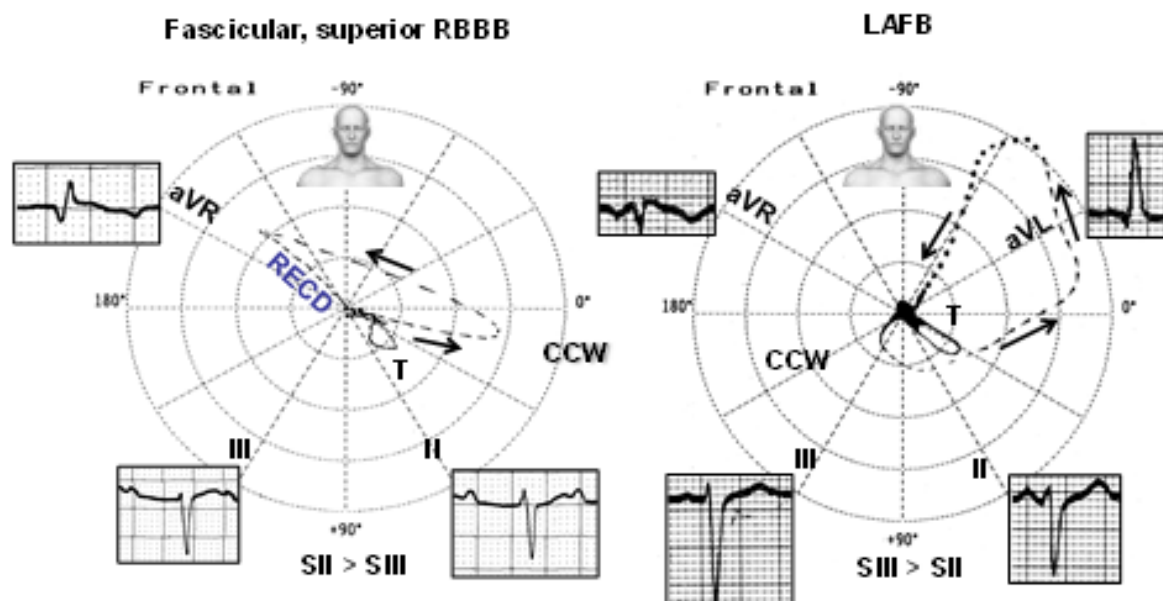 Fascicular, superior RBBB
Frontal
-90°
aVR
RECD
180°
0°
CCW
T
III
II
+90°
SII > SIII
LAFB
Frontal
-90°
aVR
aVL
180°
0°
T
CCW
III
II
+90°
SIII > SII